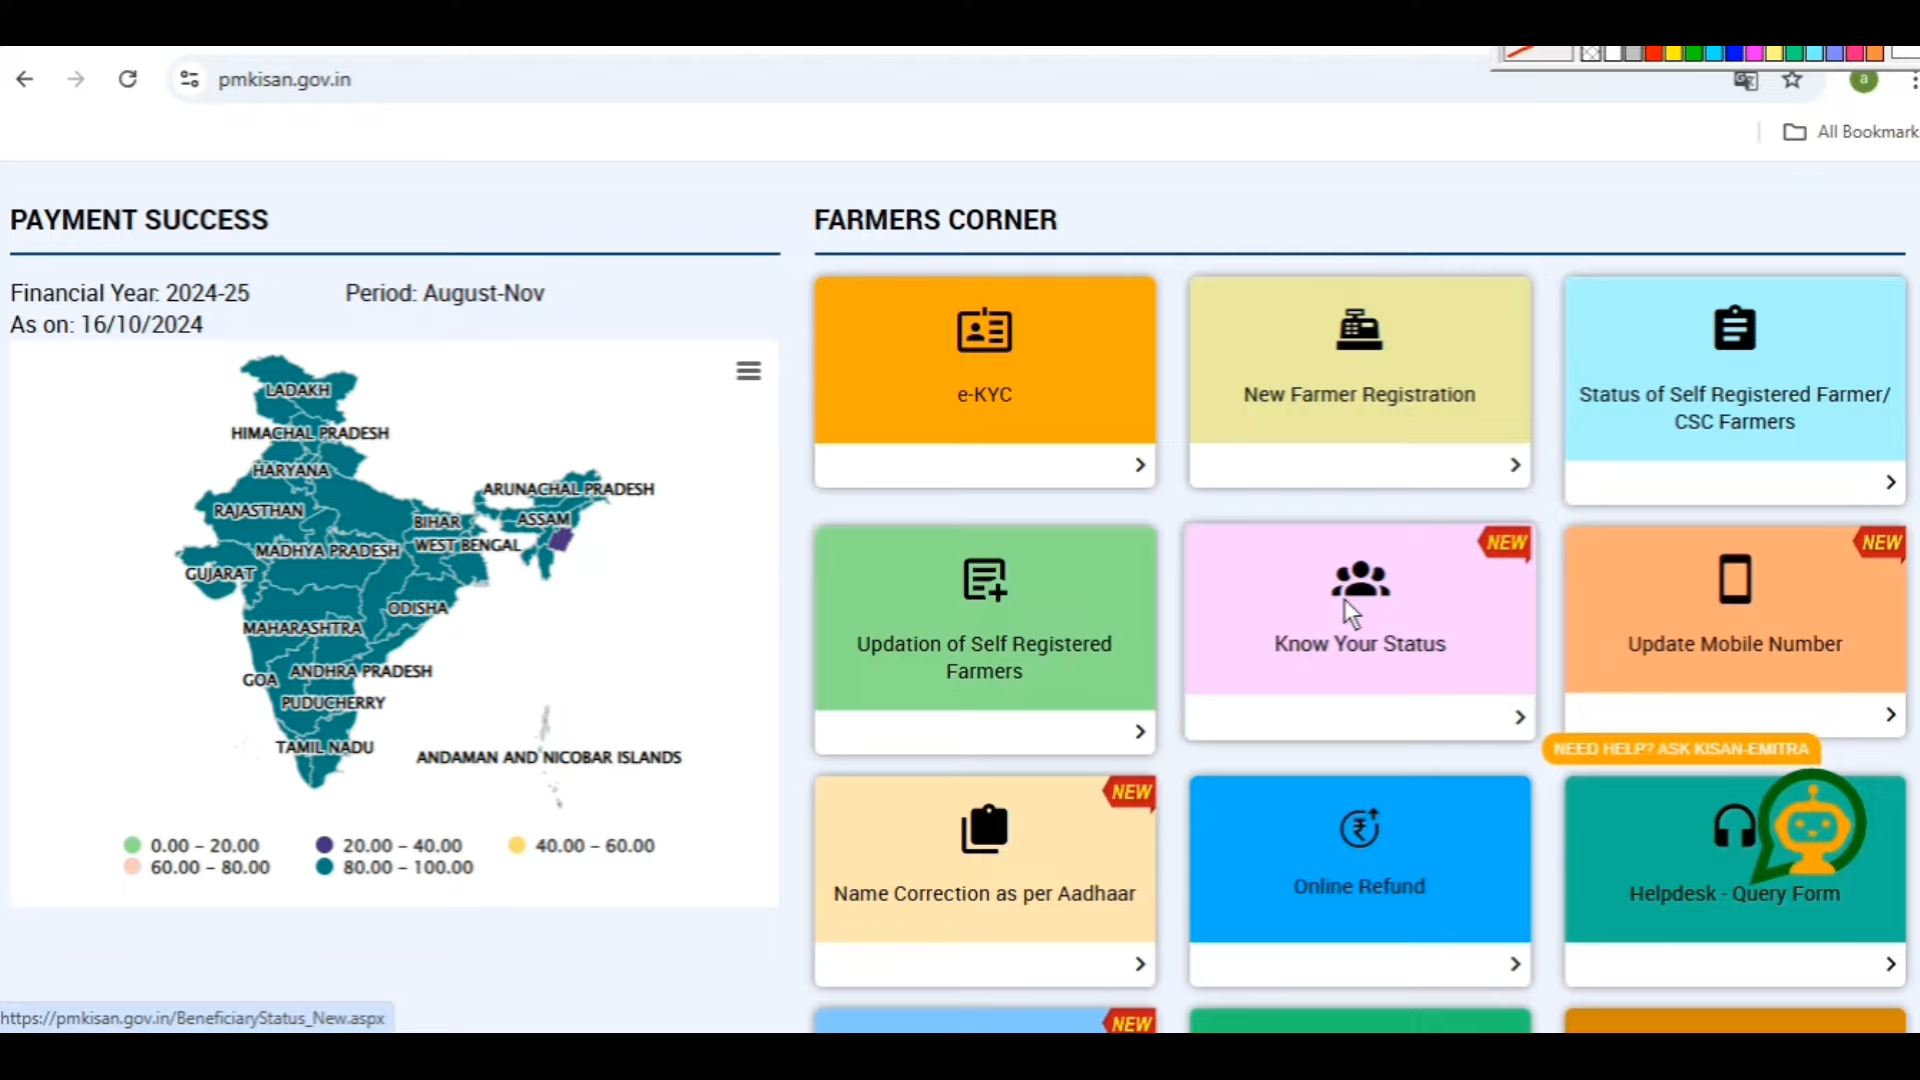 pmkisan.gov.in
a
All Bookmark
PAYMENT SUCCESS
Financial Year: 2024-25 Period: August-Nov
As on: 16/10/2024
LADAKH
HIMACHAL PRADESH
HARYANA
ARUNACHAL PRADESH
RAJASTHAN
BIHAR
ASSAM
MADHYA PRADESH
WEST BENGAL
GUJARAT
ODISHA
MAHARASHTRA
ANDHRA PRADESH
GOA
PUDUCHERRY
TAMIL NADU
ANDAMAN AND NICOBAR ISLANDS
0.00 – 20.00 20.00 – 40.00 40.00 – 60.00
60.00 – 80.00 80.00 – 100.00
FARMERS CORNER
e-KYC
New Farmer Registration
Status of Self Registered Farmer/
CSC Farmers
Updation of Self Registered
Farmers
NEW
Know Your Status
NEW
Update Mobile Number
NEED HELP? ASK KISAN-EMITRA
NEW
Name Correction as per Aadhaar
Online Refund
Helpdesk - Query Form
NEW
https://pmkisan.gov.in/BeneficiaryStatus_New.aspx